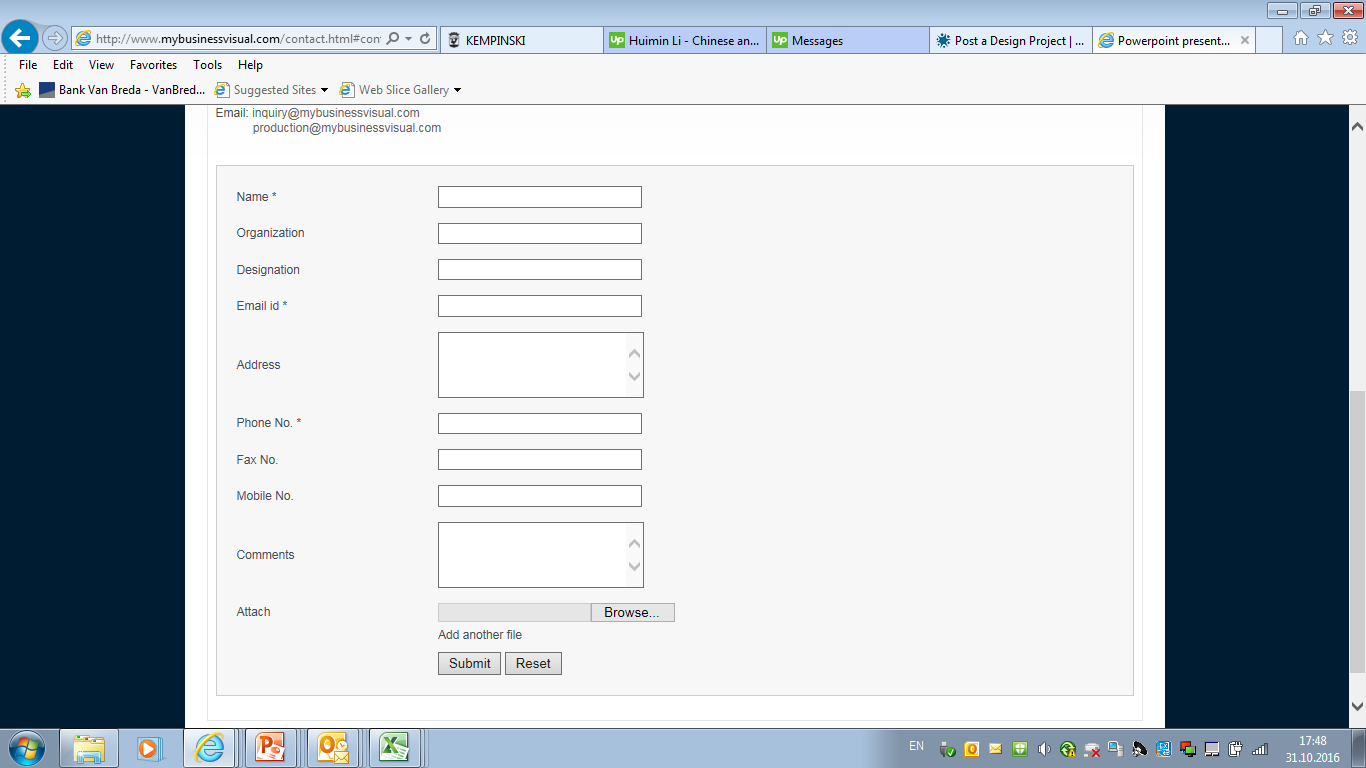 http://www.mybusinessvisual.com/contact.html#con
KEMPINSKI
Huimin Li - Chinese an...
Messages
Post a Design Project | ...
Powerpoint present...
File Edit View Favorites Tools Help
Bank Van Breda - VanBred... Suggested Sites Web Slice Gallery
Email: inquiry@mybusinessvisual.com
production@mybusinessvisual.com
Name *
Organization
Designation
Email id *
Address
Phone No. *
Fax No.
Mobile No.
Comments
Attach Browse...
Add another file
Submit Reset
EN 17:48
31.10.2016